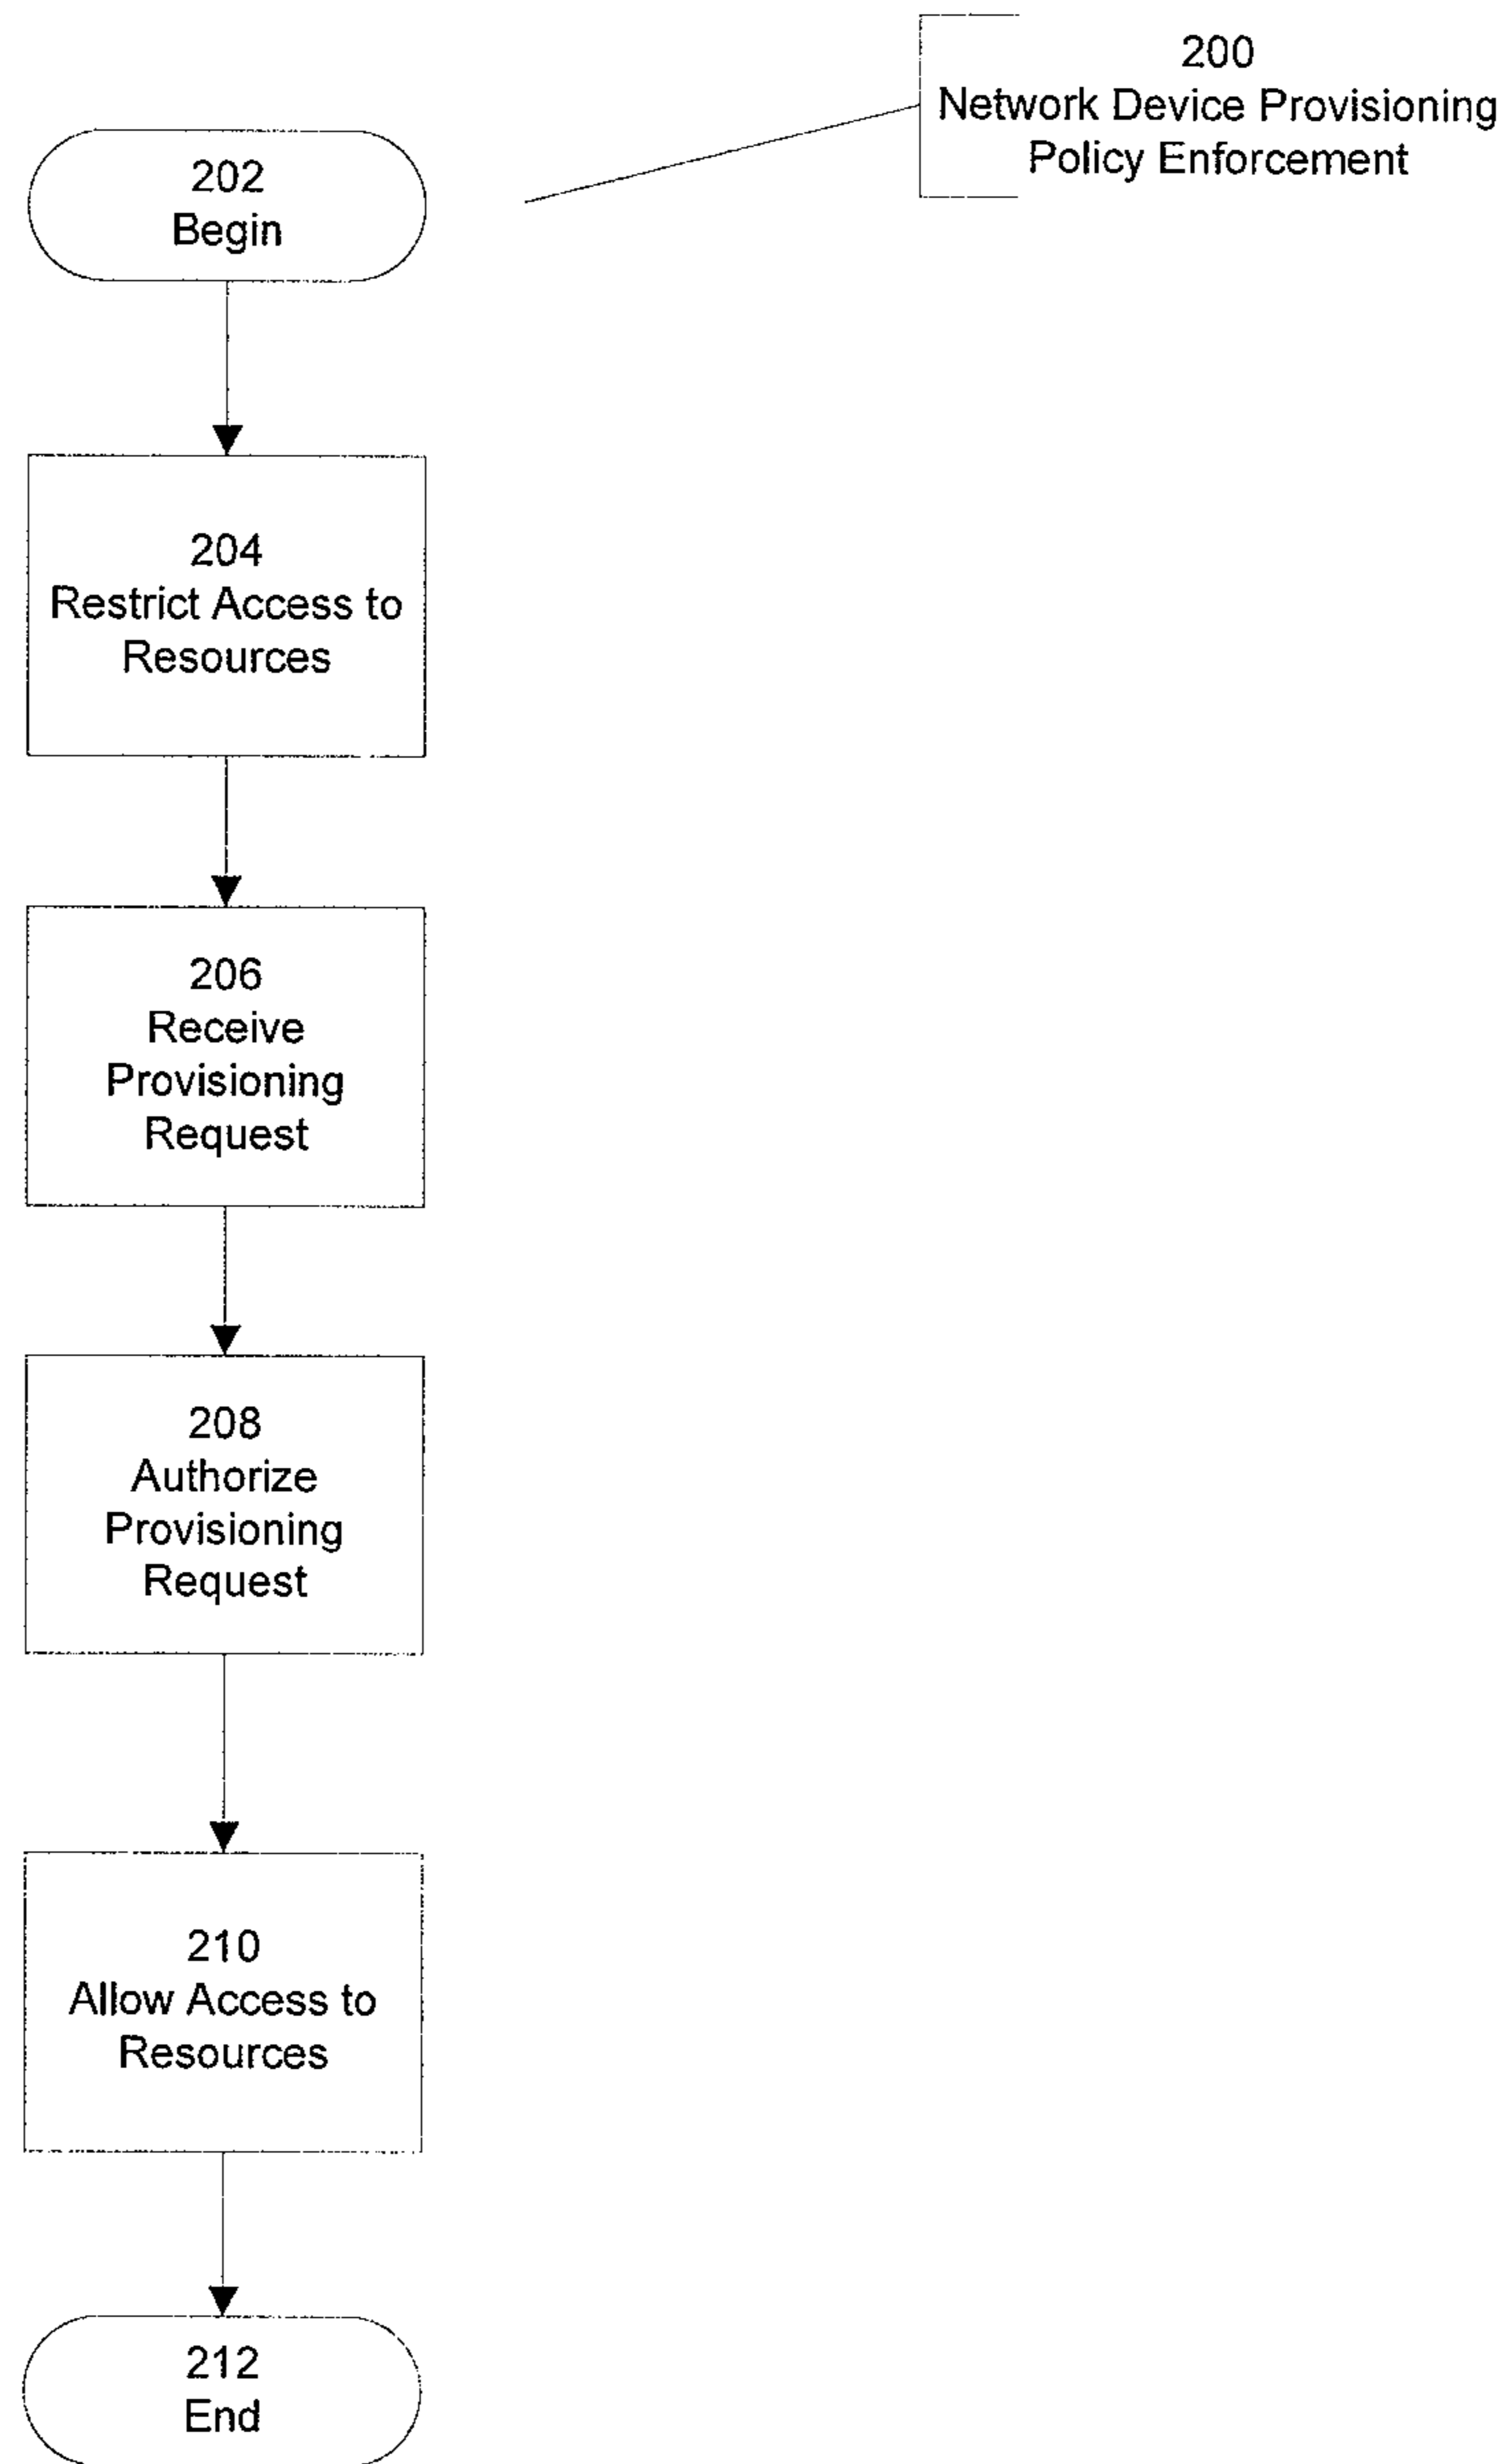 200
Network Device Provisioning
Policy Enforcement
202
Begin
204
Restrict Access to
Resources
206
Receive
Provisioning
Request
208
Authorize
Provisioning
Request
210
Allow Access to
Resources
212
End